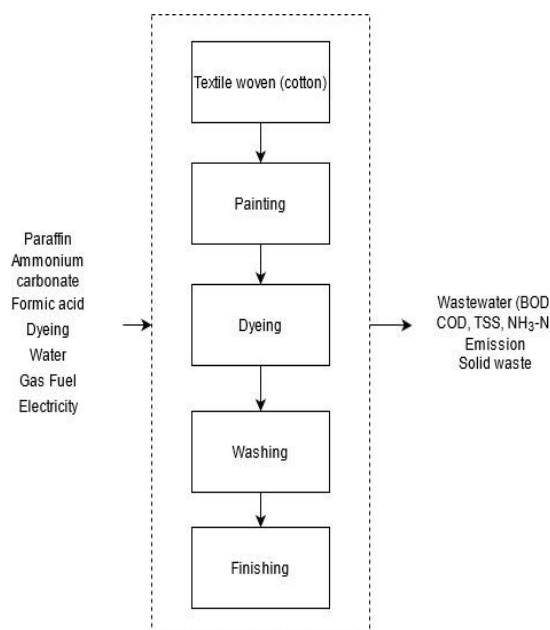 Textile woven (cotton)
Painting
Paraffin
Ammonium
carbonate
Formic acid
Dyeing
Water
Gas Fuel
Electricity
Dyeing
Wastewater (BOD
COD, TSS, NH₃-N
Emission
Solid waste
Washing
Finishing